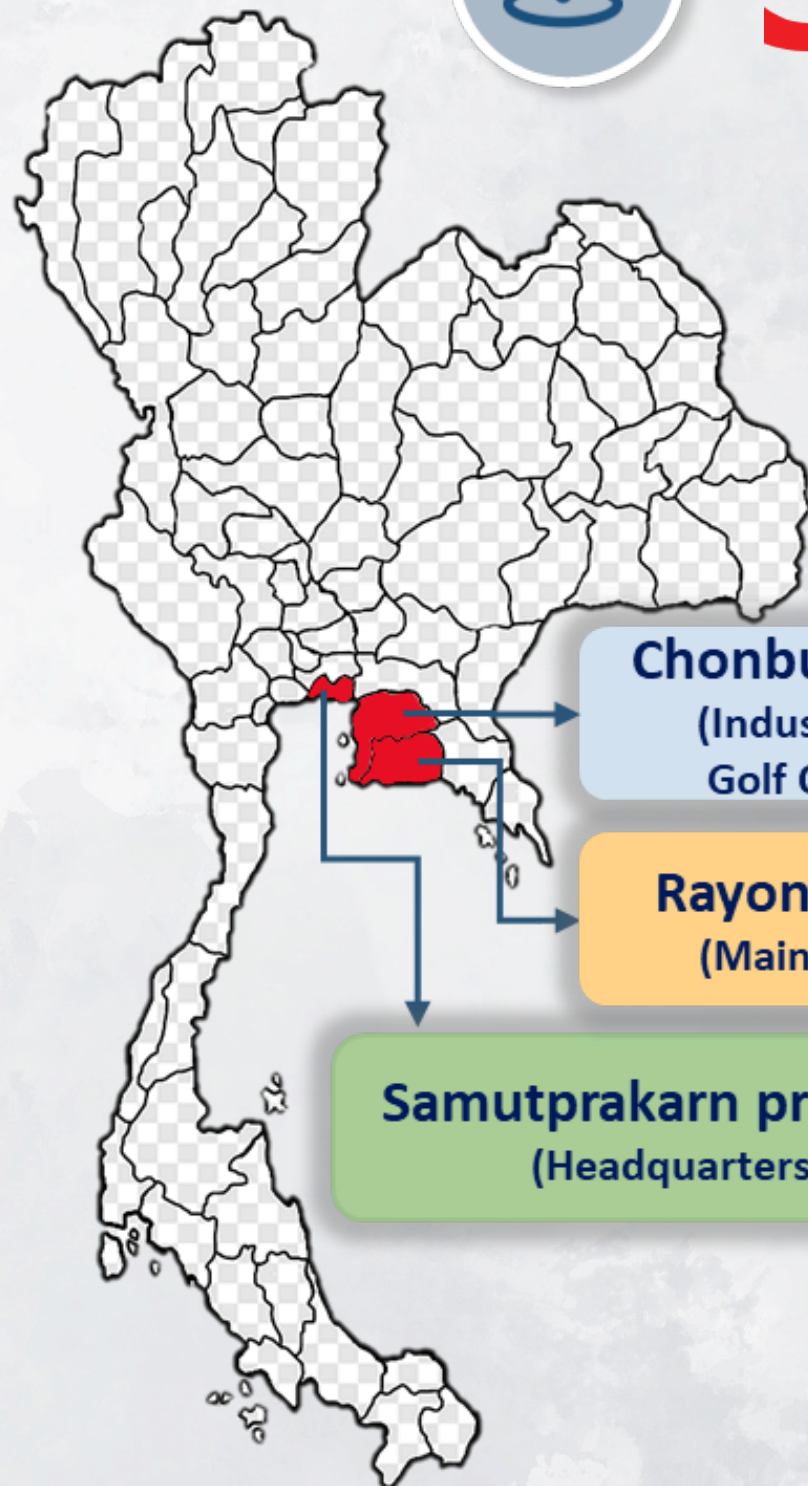 Chonbu
(Indus
Golf C
Rayon
(Main
Samutprakarn pr
(Headquarters